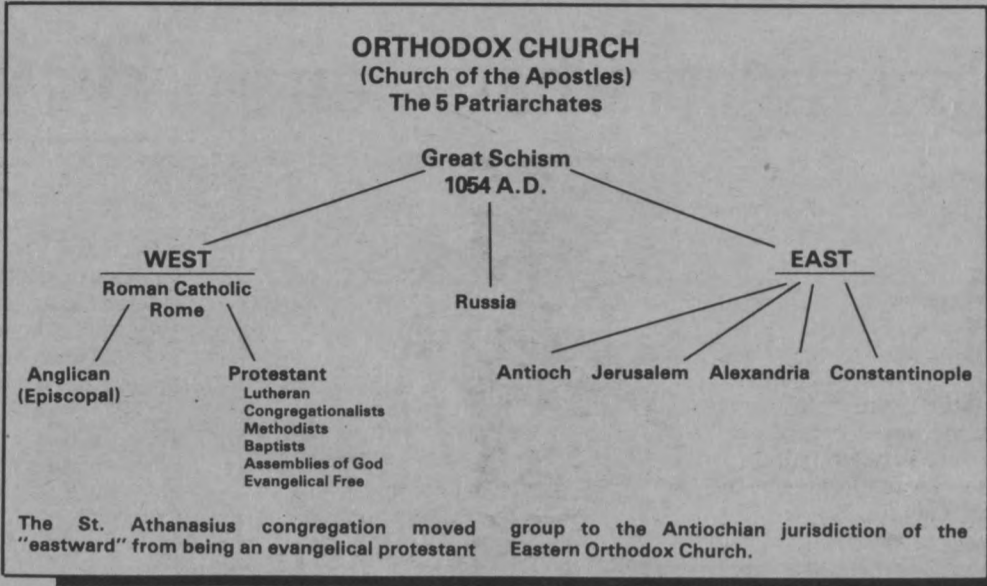 ORTHODOX CHURCH
(Church of the Apostles)
The 5 Patriarchates
Great Schism
1054 A.D.
WEST
Roman Catholic
Rome
Anglican
(Episcopal)
Protestant
Lutheran
Congregationalists
Methodists
Baptists
Assemblies of God
Evangelical Free
Russia
EAST
Antioch Jerusalem Alexandria Constantinople
The St. Athanasius congregation moved
"eastward" from being an evangelical protestant
group to the Antiochian jurisdiction of the
Eastern Orthodox Church.